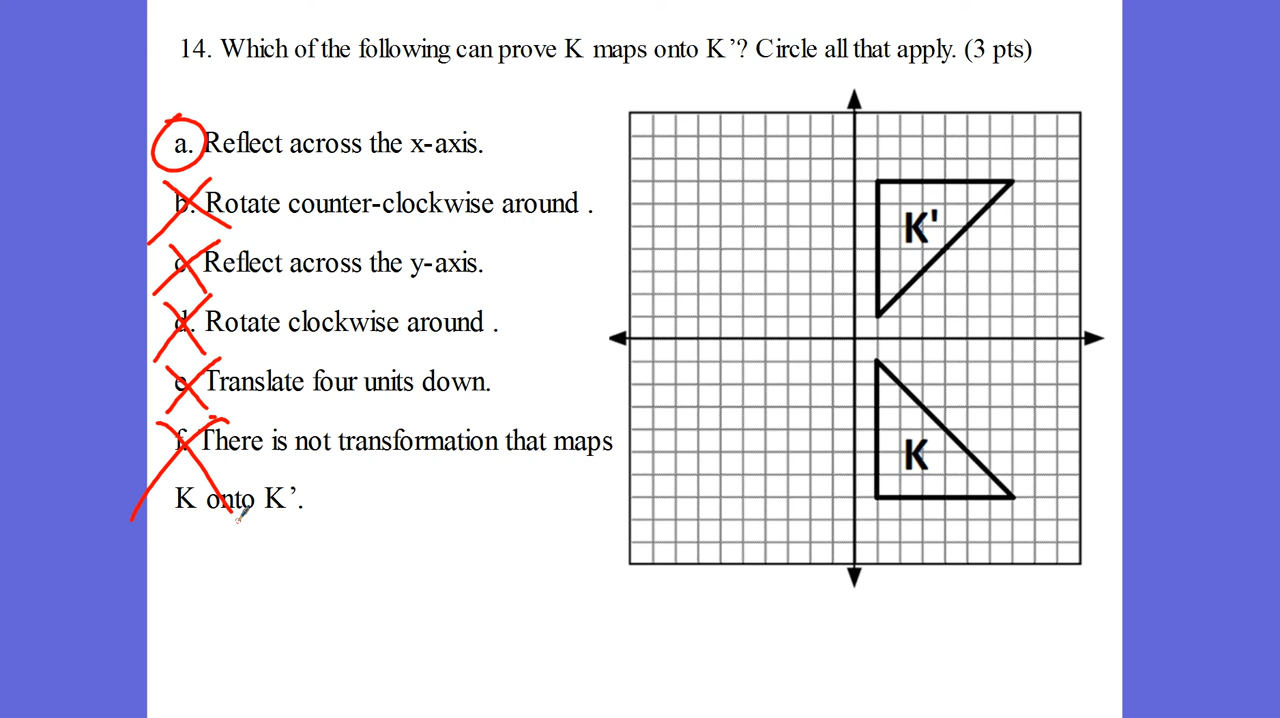 14. Which of the following can prove K maps onto K’? Circle all that apply. (3 pts)
a. Reflect across the x-axis.
b. Rotate counter-clockwise around .
c. Reflect across the y-axis.
d. Rotate clockwise around .
e. Translate four units down.
f. There is not transformation that maps
K onto K’.
K'
K